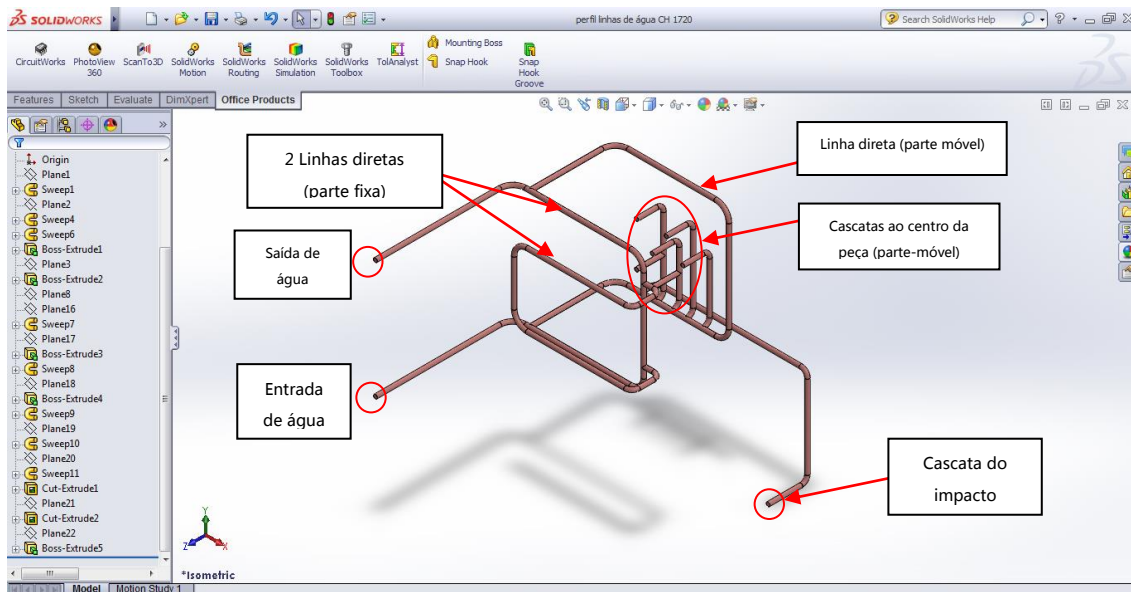 SOLIDWORKS
perfil linhas de água CH 1720
Search SolidWorks Help
CircuitWorks
PhotoView
360
ScanTo3D
SolidWorks
Motion
SolidWorks
Routing
SolidWorks
Simulation
SolidWorks
Toolbox
TolAnalyst
Mounting Boss
Snap Hook
Snap
Hook
Groove
Features
Sketch
Evaluate
DimXpert
Office Products
Origin
Plane1
Sweep1
Plane2
Sweep4
Sweep6
Boss-Extrude1
Plane3
Boss-Extrude2
Plane8
Plane16
Sweep7
Plane17
Boss-Extrude3
Sweep8
Plane18
Boss-Extrude4
Sweep9
Plane19
Sweep10
Plane20
Sweep11
Cut-Extrude1
Plane21
Cut-Extrude2
Plane22
Boss-Extrude5
2 Linhas diretas
(parte fixa)
Linha direta (parte móvel)
Cascatas ao centro da
peça (parte-móvel)
Saída de
água
Entrada
de água
Cascata do
impacto
Y
Z
X
*Isometric
Model
Motion Study 1